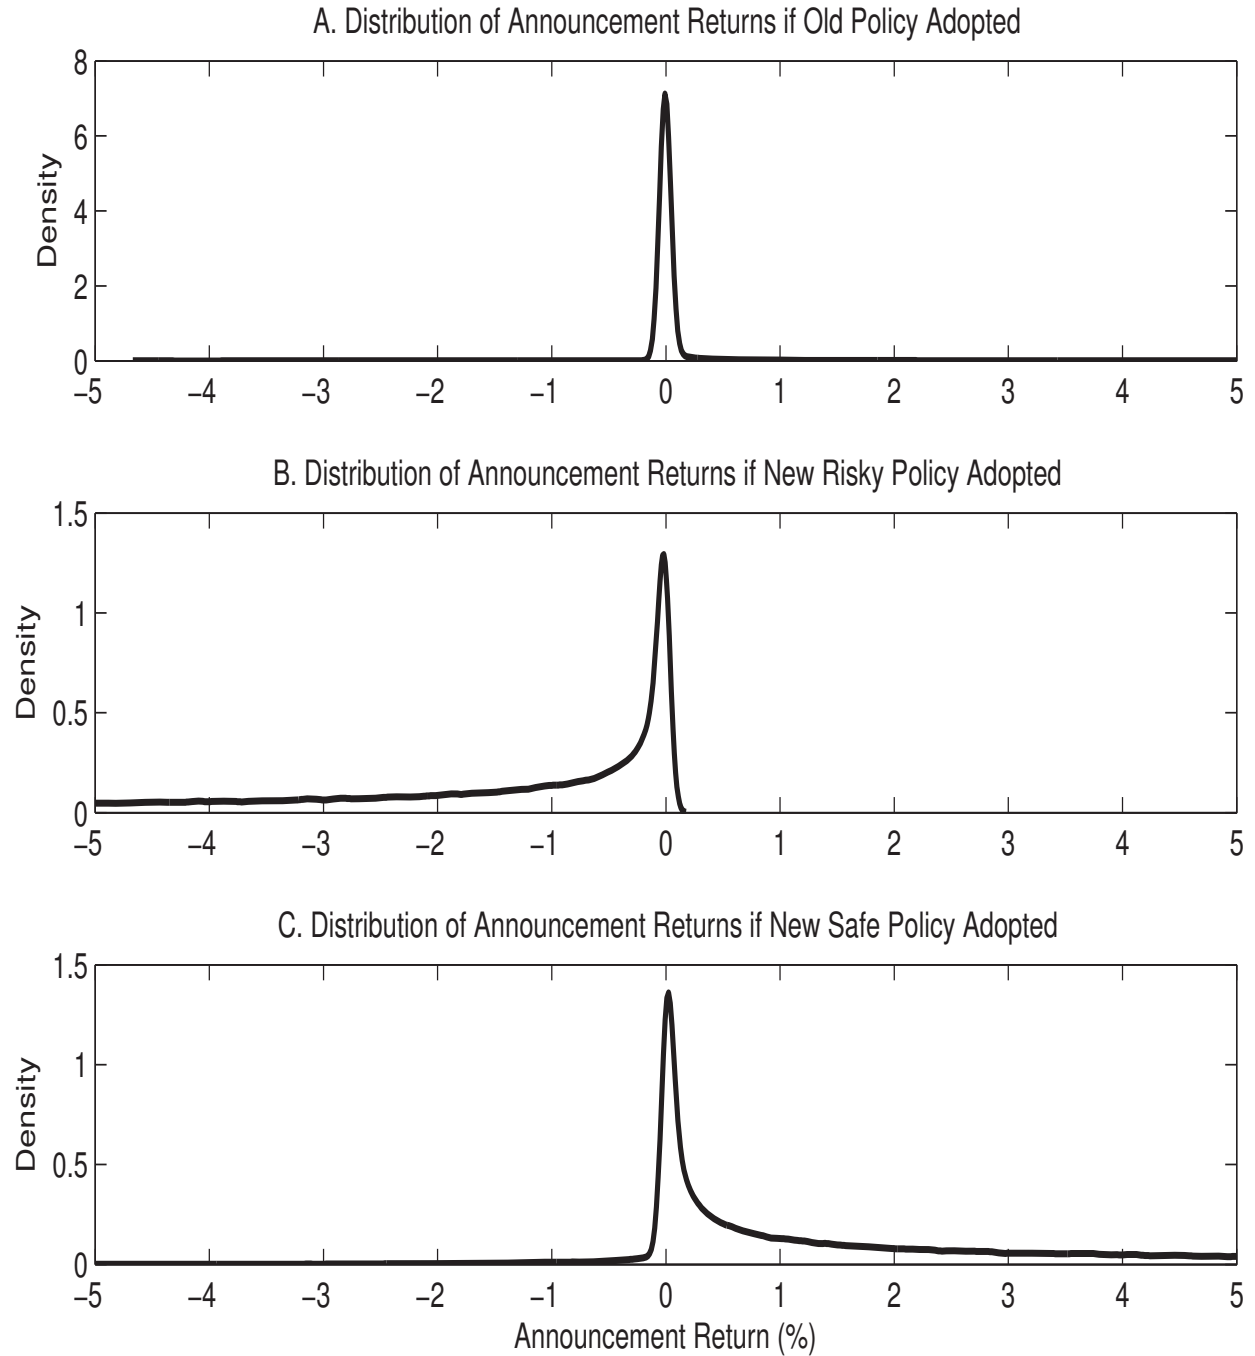 A. Distribution of Announcement Returns if Old Policy Adopted
8
6
4
2
0
Density
−5 −4 −3 −2 −1 0 1 2 3 4 5
B. Distribution of Announcement Returns if New Risky Policy Adopted
1.5
1
0.5
0
Density
−5 −4 −3 −2 −1 0 1 2 3 4 5
C. Distribution of Announcement Returns if New Safe Policy Adopted
1.5
1
0.5
0
Density
−5 −4 −3 −2 −1 0 1 2 3 4 5
Announcement Return (%)